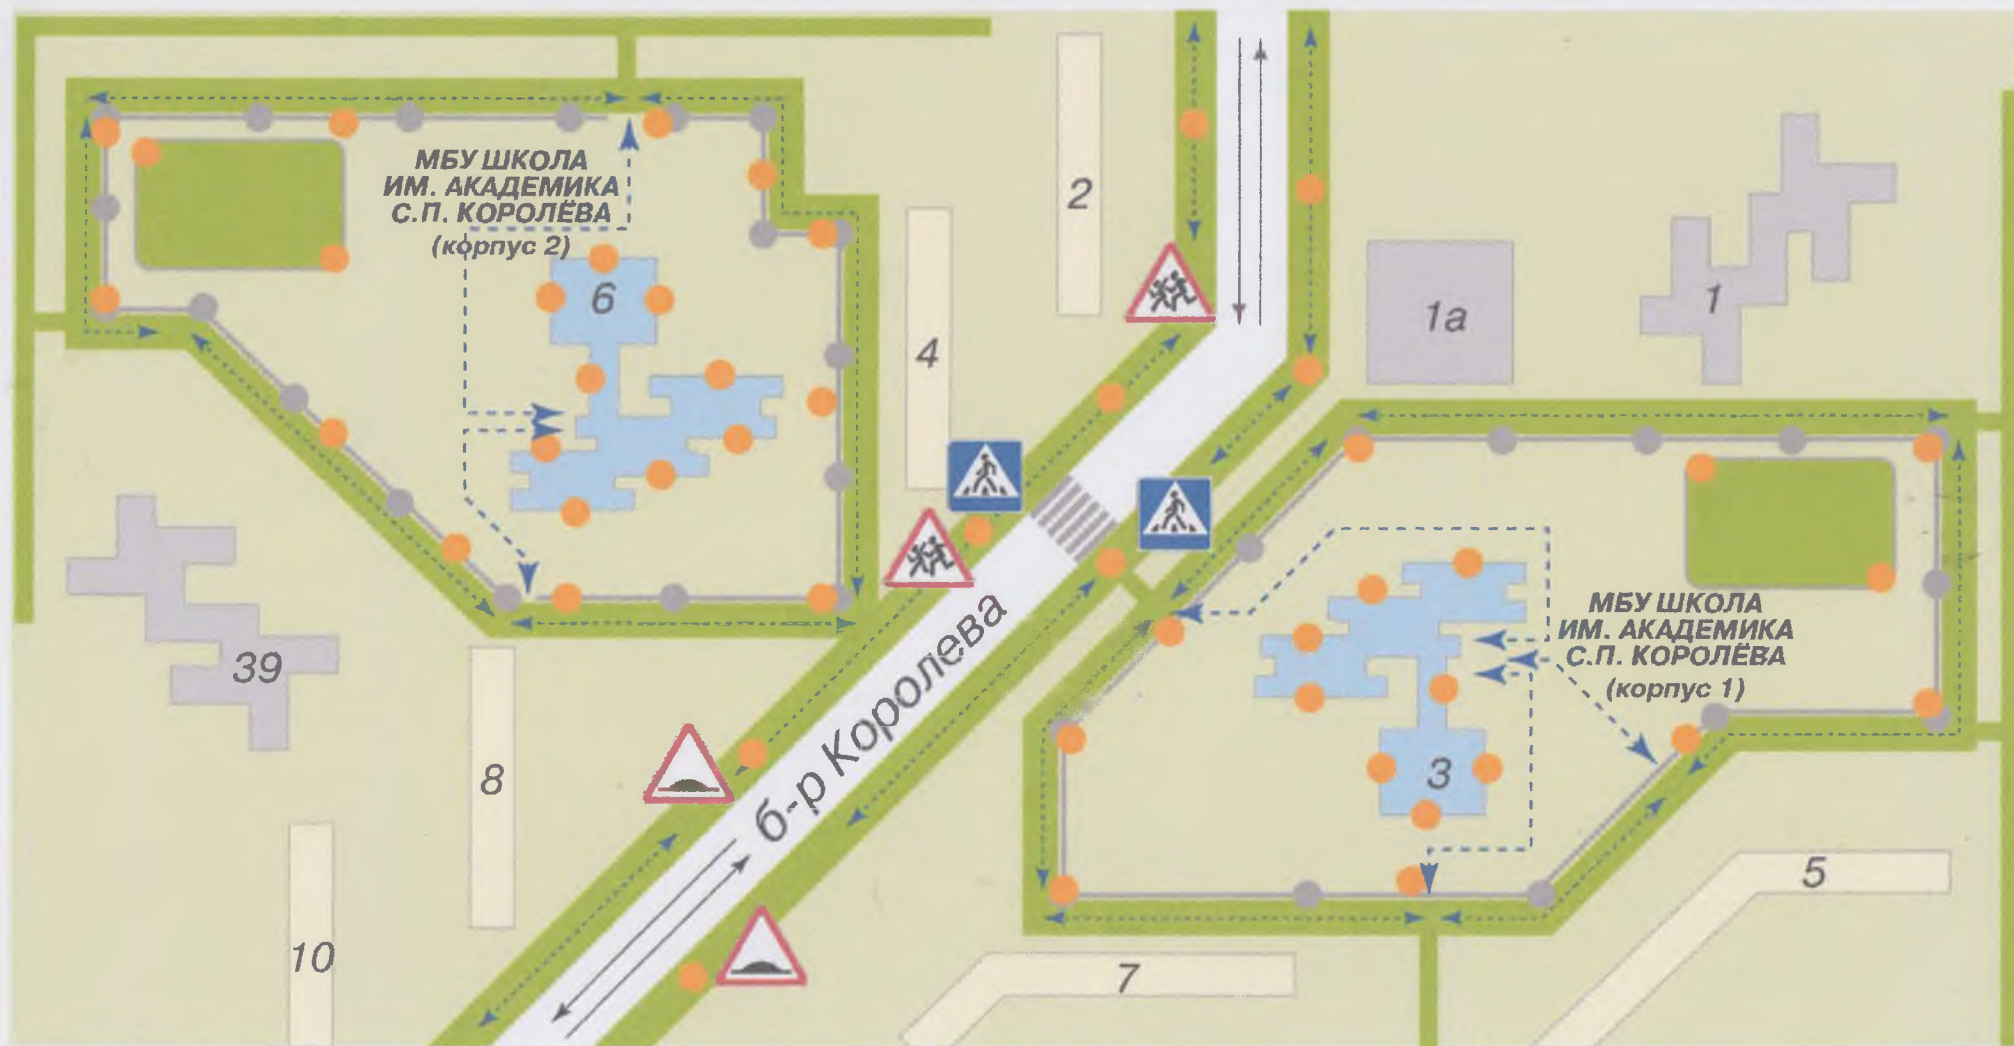 МБУ ШКОЛА
ИМ. АКАДЕМИКА
С.П. КОРОЛЁВА
(корпус 2)
2
6
4
1а
1
МБУ ШКОЛА
ИМ. АКАДЕМИКА
С.П. КОРОЛЁВА
(корпус 1)
39
8
б-р Королева
3
5
10
7